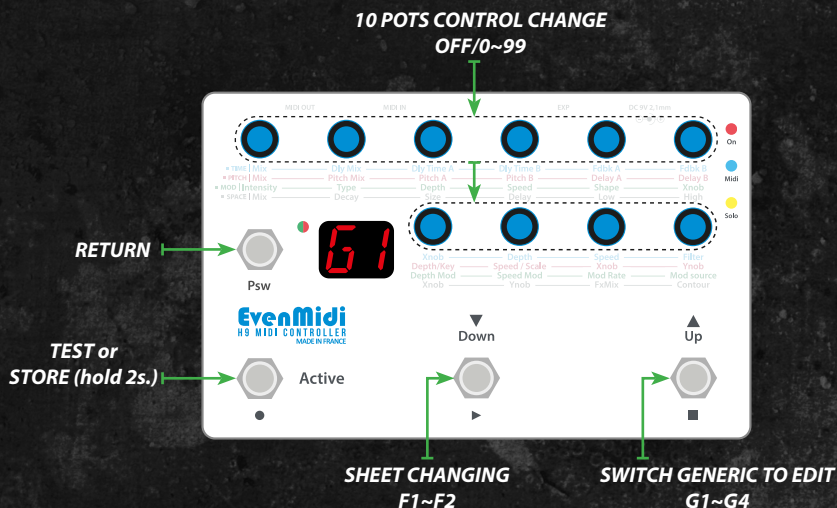 10 POTS CONTROL CHANGE
OFF/0~99
MIDI OUT MIDI IN EXP DC 9V 2,1mm
On
Midi
Solo
TIME | Mix Dly Mix Dly Time A Dly Time B Fdbk A Fdbk B
PITCH | Mix Pitch Mix Pitch A Pitch B Delay A Delay B
MOD | Intensity Type Depth Speed Shape Xnob
SPACE | Mix Decay Size Delay Low High
RETURN
G1
Psw
Xnob Depth Speed Filter
Depth/Key Speed / Scale Xnob Ynob
Depth Mod Speed Mod Mod Rate Mod source
Xnob Ynob FxMix Contour
EvenMidi
H9 MIDI CONTROLLER
MADE IN FRANCE
Down
Up
TEST or
STORE (hold 2s.)
Active
SHEET CHANGING
F1~F2
SWITCH GENERIC TO EDIT
G1~G4